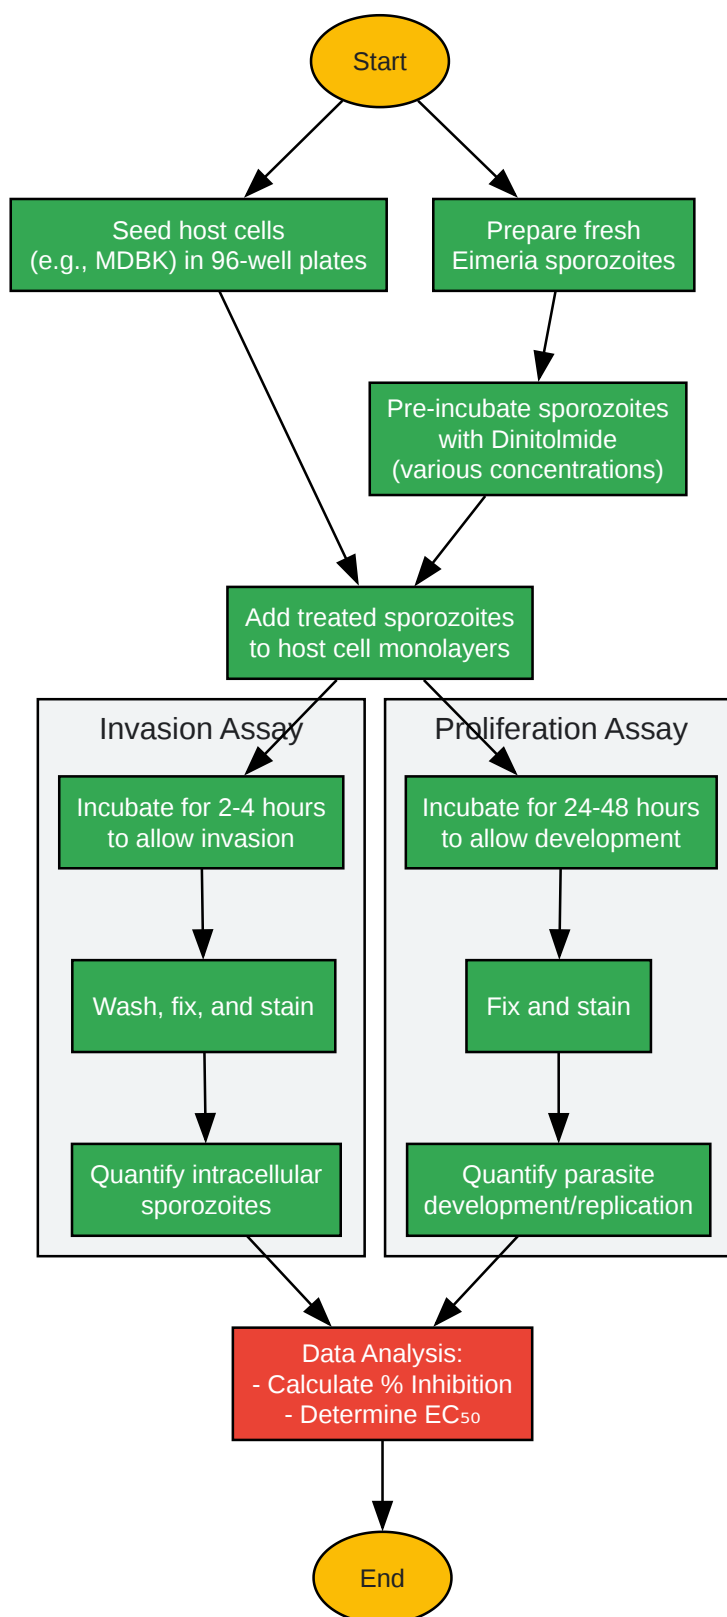 Start
Seed host cells
(e.g., MDBK) in 96-well plates
Prepare fresh
Eimeria sporozoites
Pre-incubate sporozoites
with Dinitolmide
(various concentrations)
Add treated sporozoites
to host cell monolayers
Invasion Assay
Incubate for 2-4 hours
to allow invasion
Wash, fix, and stain
Quantify intracellular
sporozoites
Proliferation Assay
Incubate for 24-48 hours
to allow development
Fix and stain
Quantify parasite
development/replication
Data Analysis:
- Calculate % Inhibition
- Determine EC₅₀
End